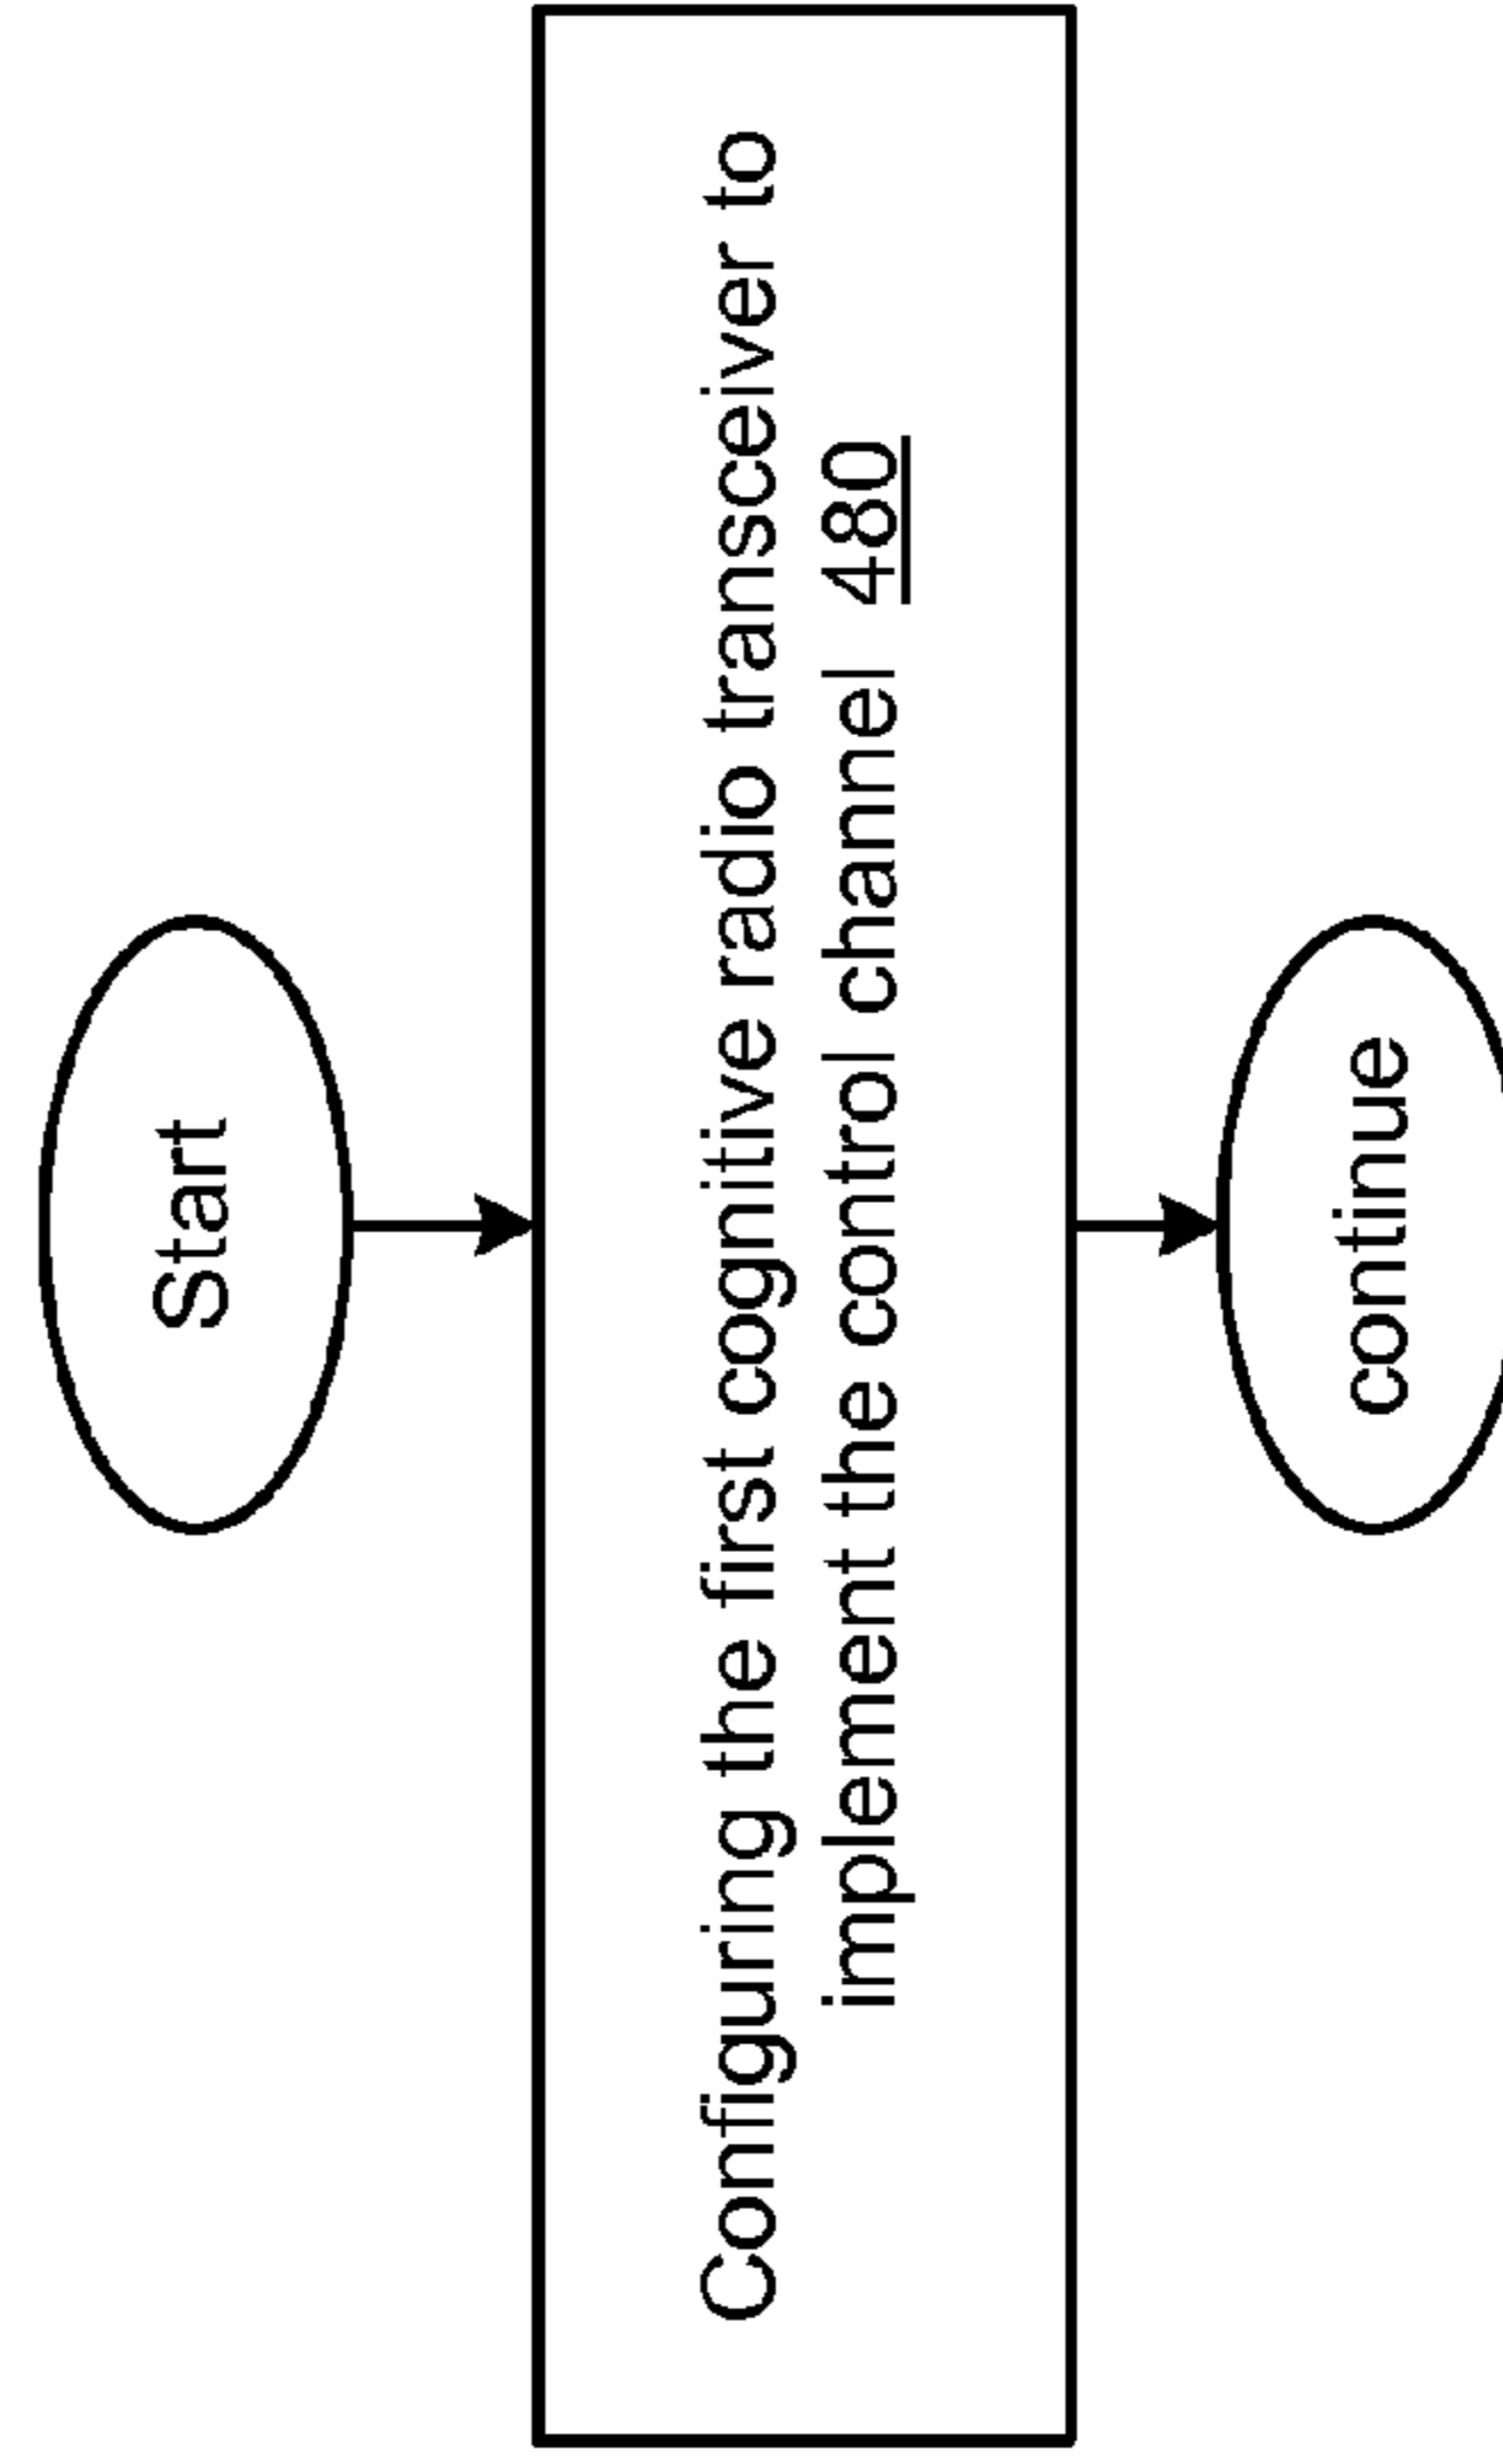 Start
Configuring the first cognitive radio transceiver to
implement the control channel 480
continue